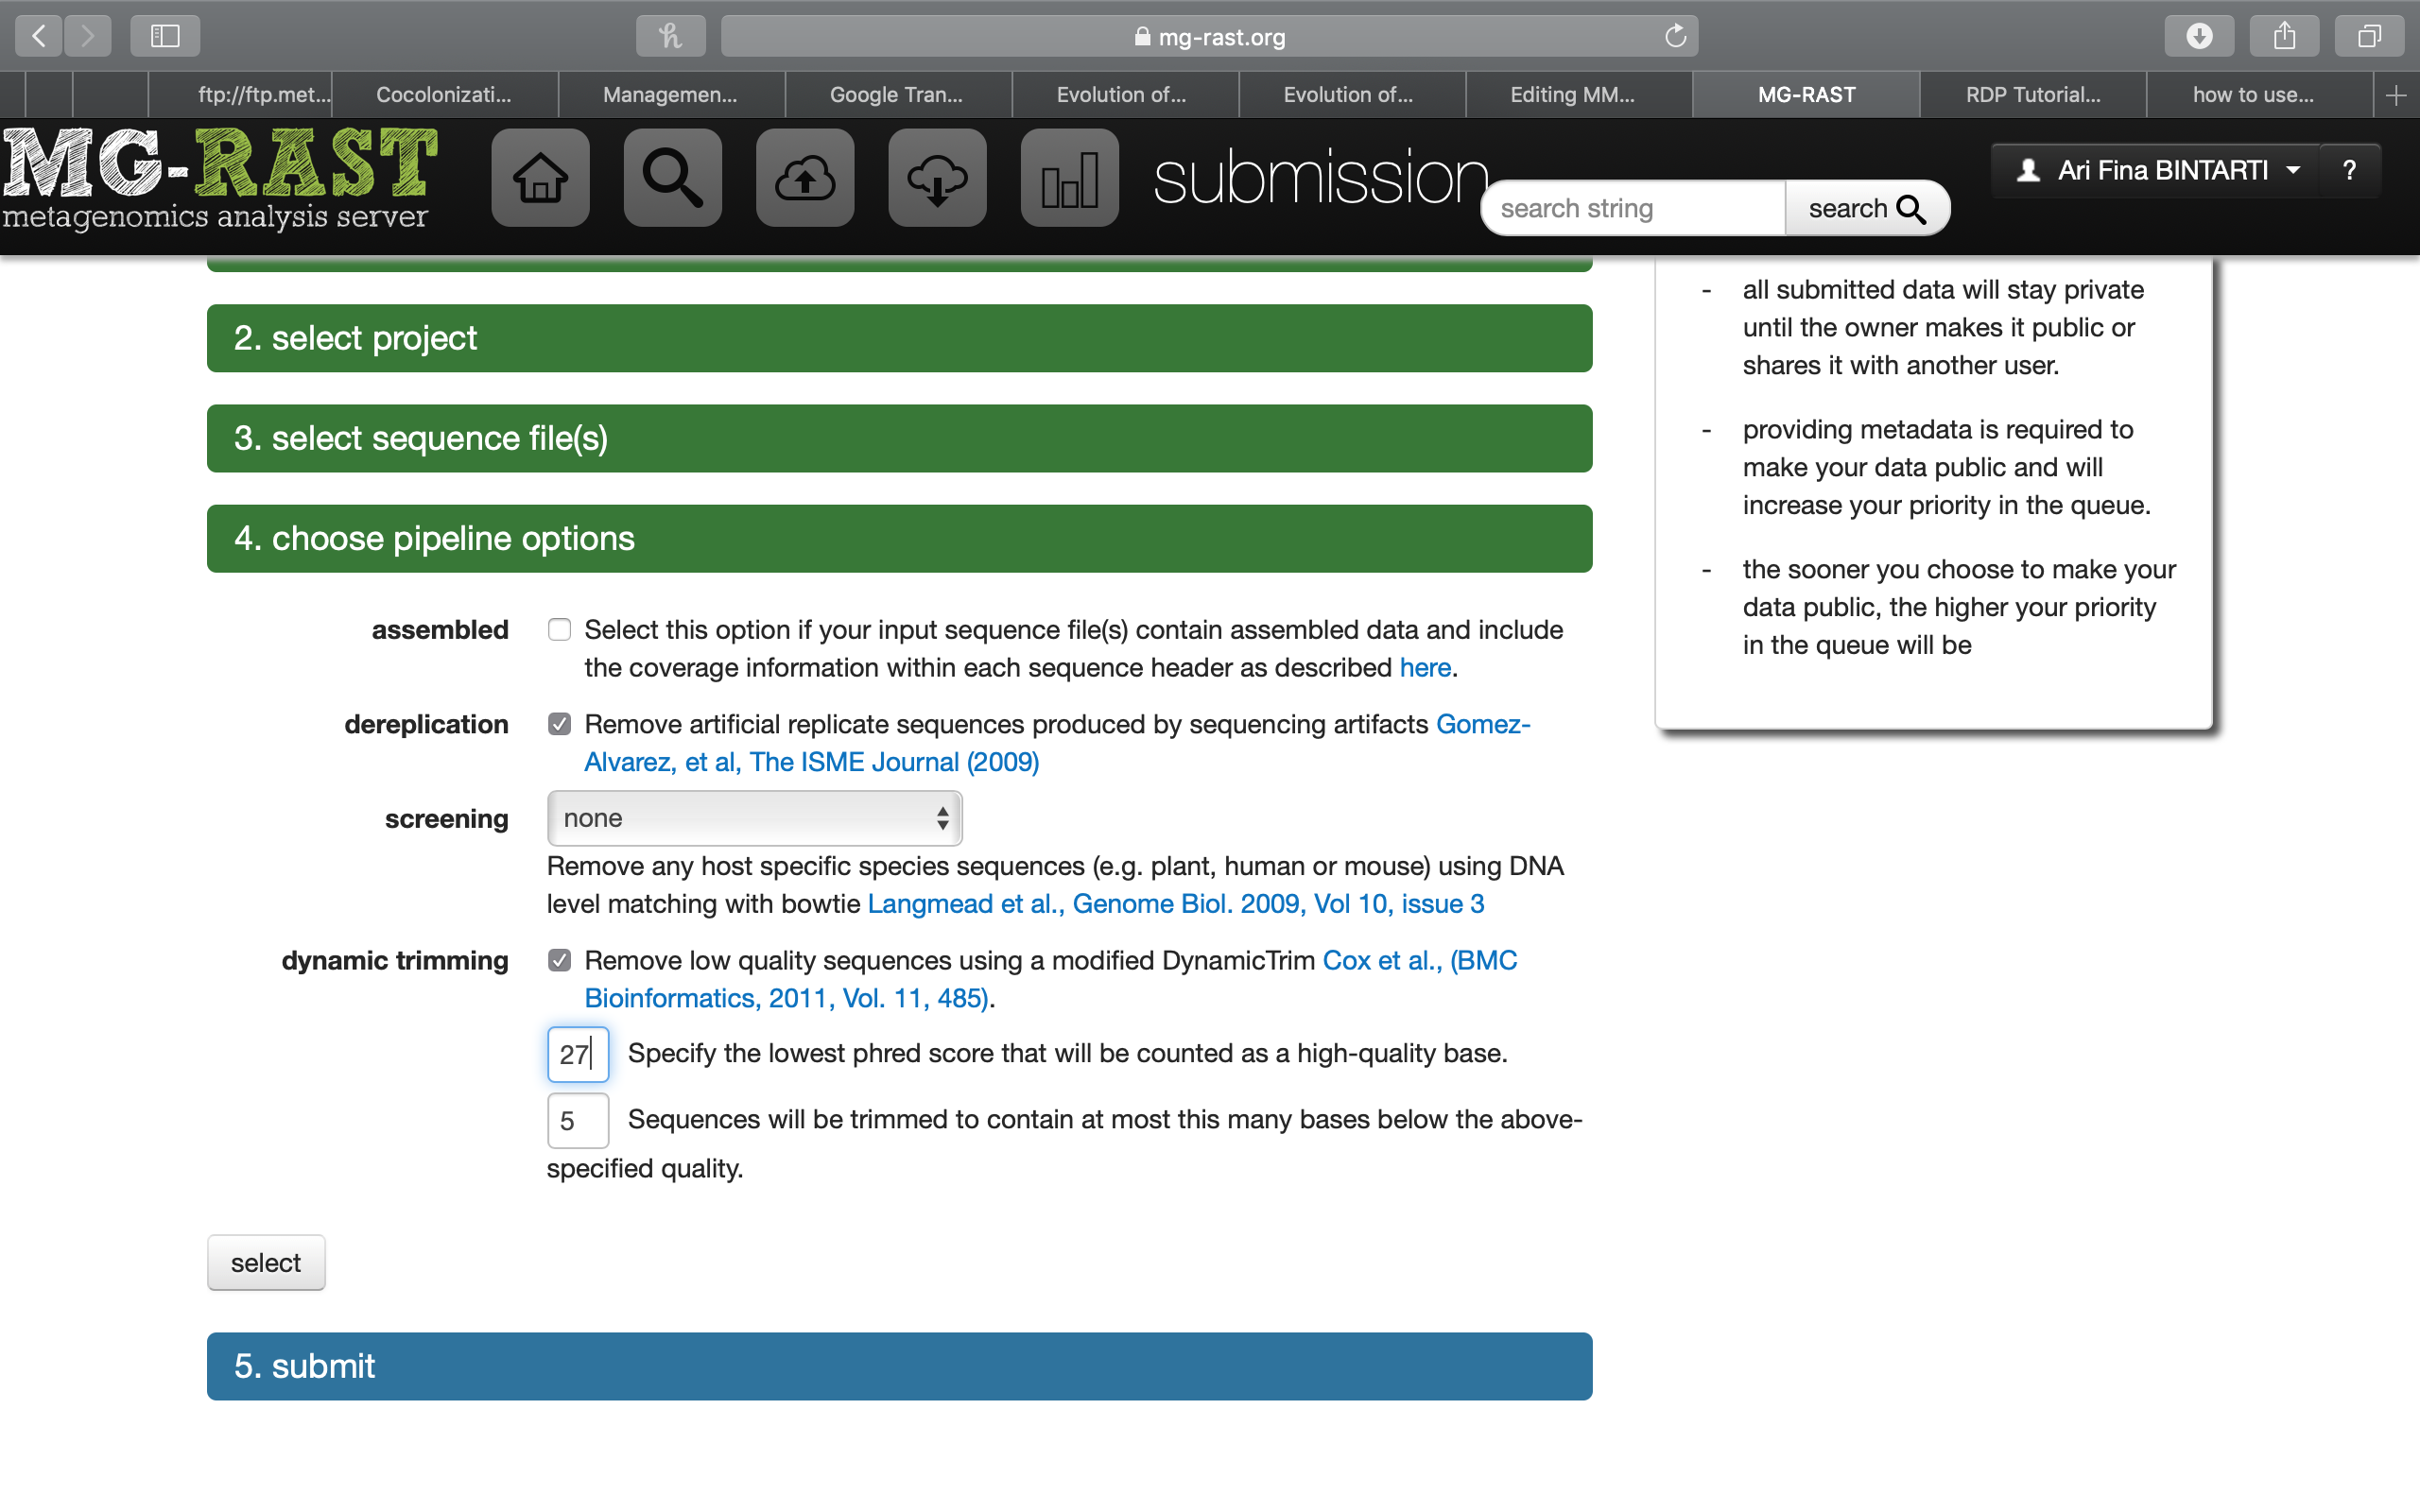 mg-rast.org
ftp://ftp.met... Cocolonizati... Managemen... Google Tran... Evolution of... Evolution of... Editing MM... MG-RAST RDP Tutorial... how to use...
MG-RAST
metagenomics analysis server
submission
search string search
Ari Fina BINTARTI ?
2. select project
3. select sequence file(s)
4. choose pipeline options
assembled Select this option if your input sequence file(s) contain assembled data and include
the coverage information within each sequence header as described here.
dereplication Remove artificial replicate sequences produced by sequencing artifacts Gomez-
Alvarez, et al, The ISME Journal (2009)
screening none
Remove any host specific species sequences (e.g. plant, human or mouse) using DNA
level matching with bowtie Langmead et al., Genome Biol. 2009, Vol 10, issue 3
dynamic trimming Remove low quality sequences using a modified DynamicTrim Cox et al., (BMC
Bioinformatics, 2011, Vol. 11, 485).
27 Specify the lowest phred score that will be counted as a high-quality base.
5 Sequences will be trimmed to contain at most this many bases below the above-
specified quality.
select
5. submit
- all submitted data will stay private
until the owner makes it public or
shares it with another user.
- providing metadata is required to
make your data public and will
increase your priority in the queue.
- the sooner you choose to make your
data public, the higher your priority
in the queue will be